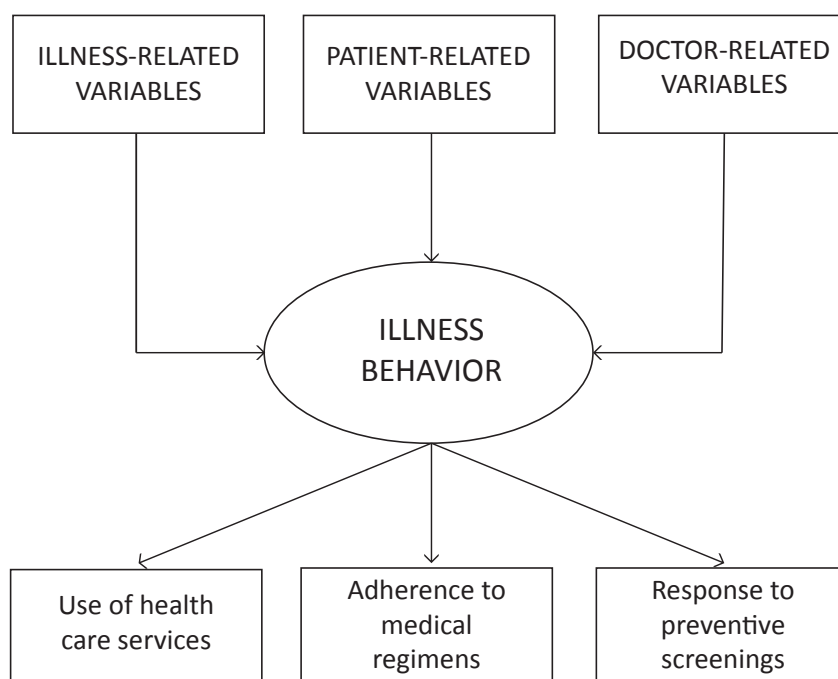 ILLNESS-RELATED
VARIABLES
PATIENT-RELATED
VARIABLES
DOCTOR-RELATED
VARIABLES
ILLNESS
BEHAVIOR
Use of health
care services
Adherence to
medical
regimens
Response to
preventive
screenings